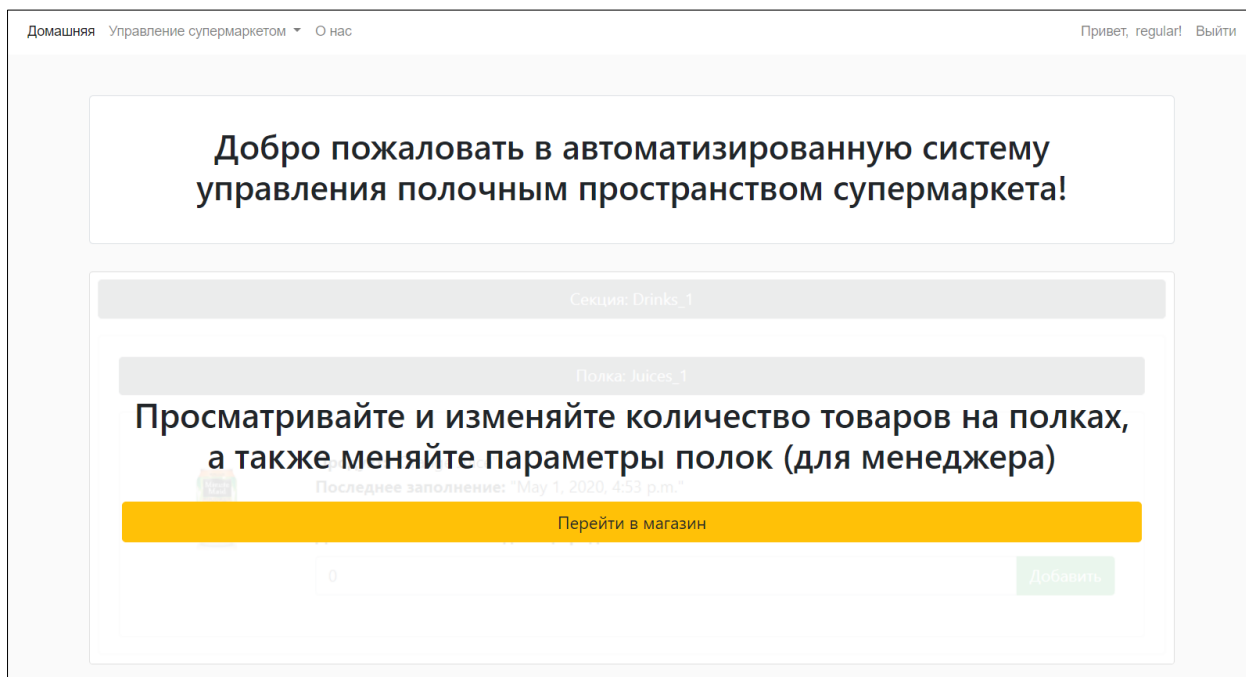 Домашняя Управление супермаркетом О нас Привет, regular! Выйти
Добро пожаловать в автоматизированную систему
управления полочным пространством супермаркета!
Секция: Drinks_1
Полка: Juices_1
Просматривайте и изменяйте количество товаров на полках,
а также меняйте параметры полок (для менеджера)
Последнее заполнение: "May 1, 2020, 4:53 p.m."
Перейти в магазин
0 Добавить